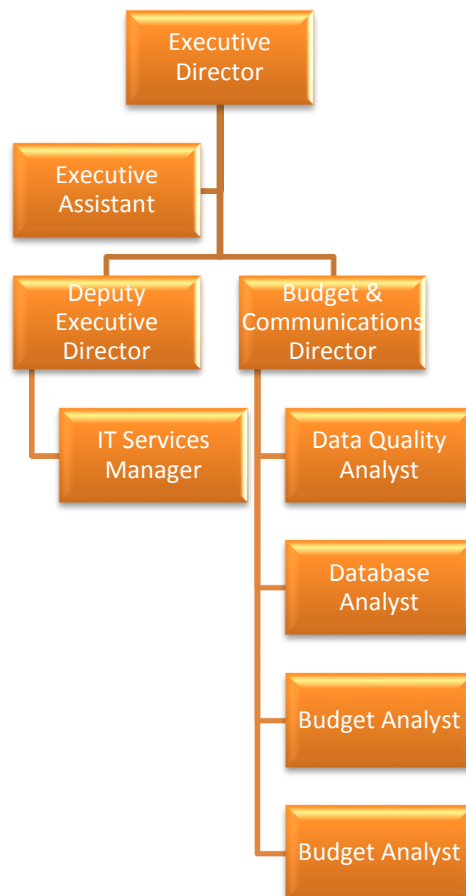 Executive
Director
Executive
Assistant
Deputy
Executive
Director
Budget &
Communications
Director
IT Services
Manager
Data Quality
Analyst
Database
Analyst
Budget Analyst
Budget Analyst